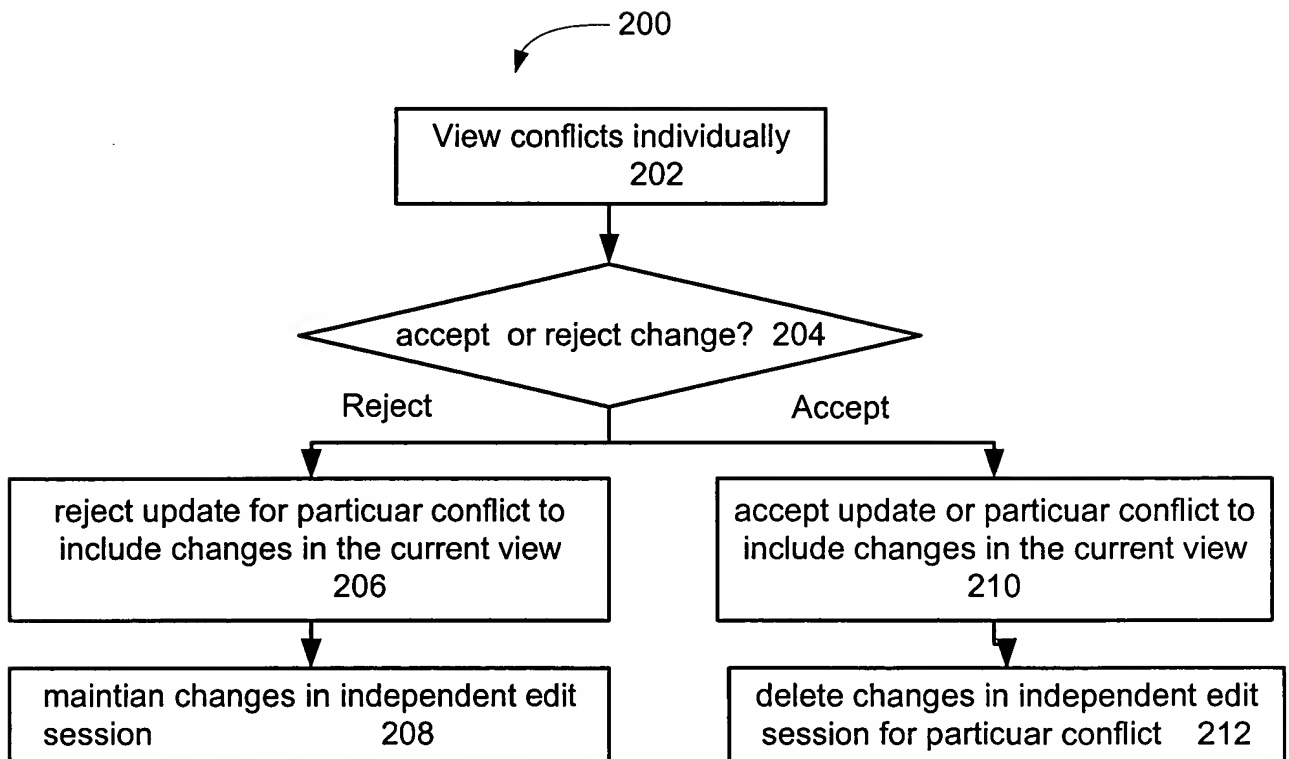 200
View conflicts individually
202
accept or reject change? 204
Reject
Accept
reject update for particuar conflict to
include changes in the current view
206
accept update or particuar conflict to
include changes in the current view
210
maintian changes in independent edit
session 208
delete changes in independent edit
session for particuar conflict 212